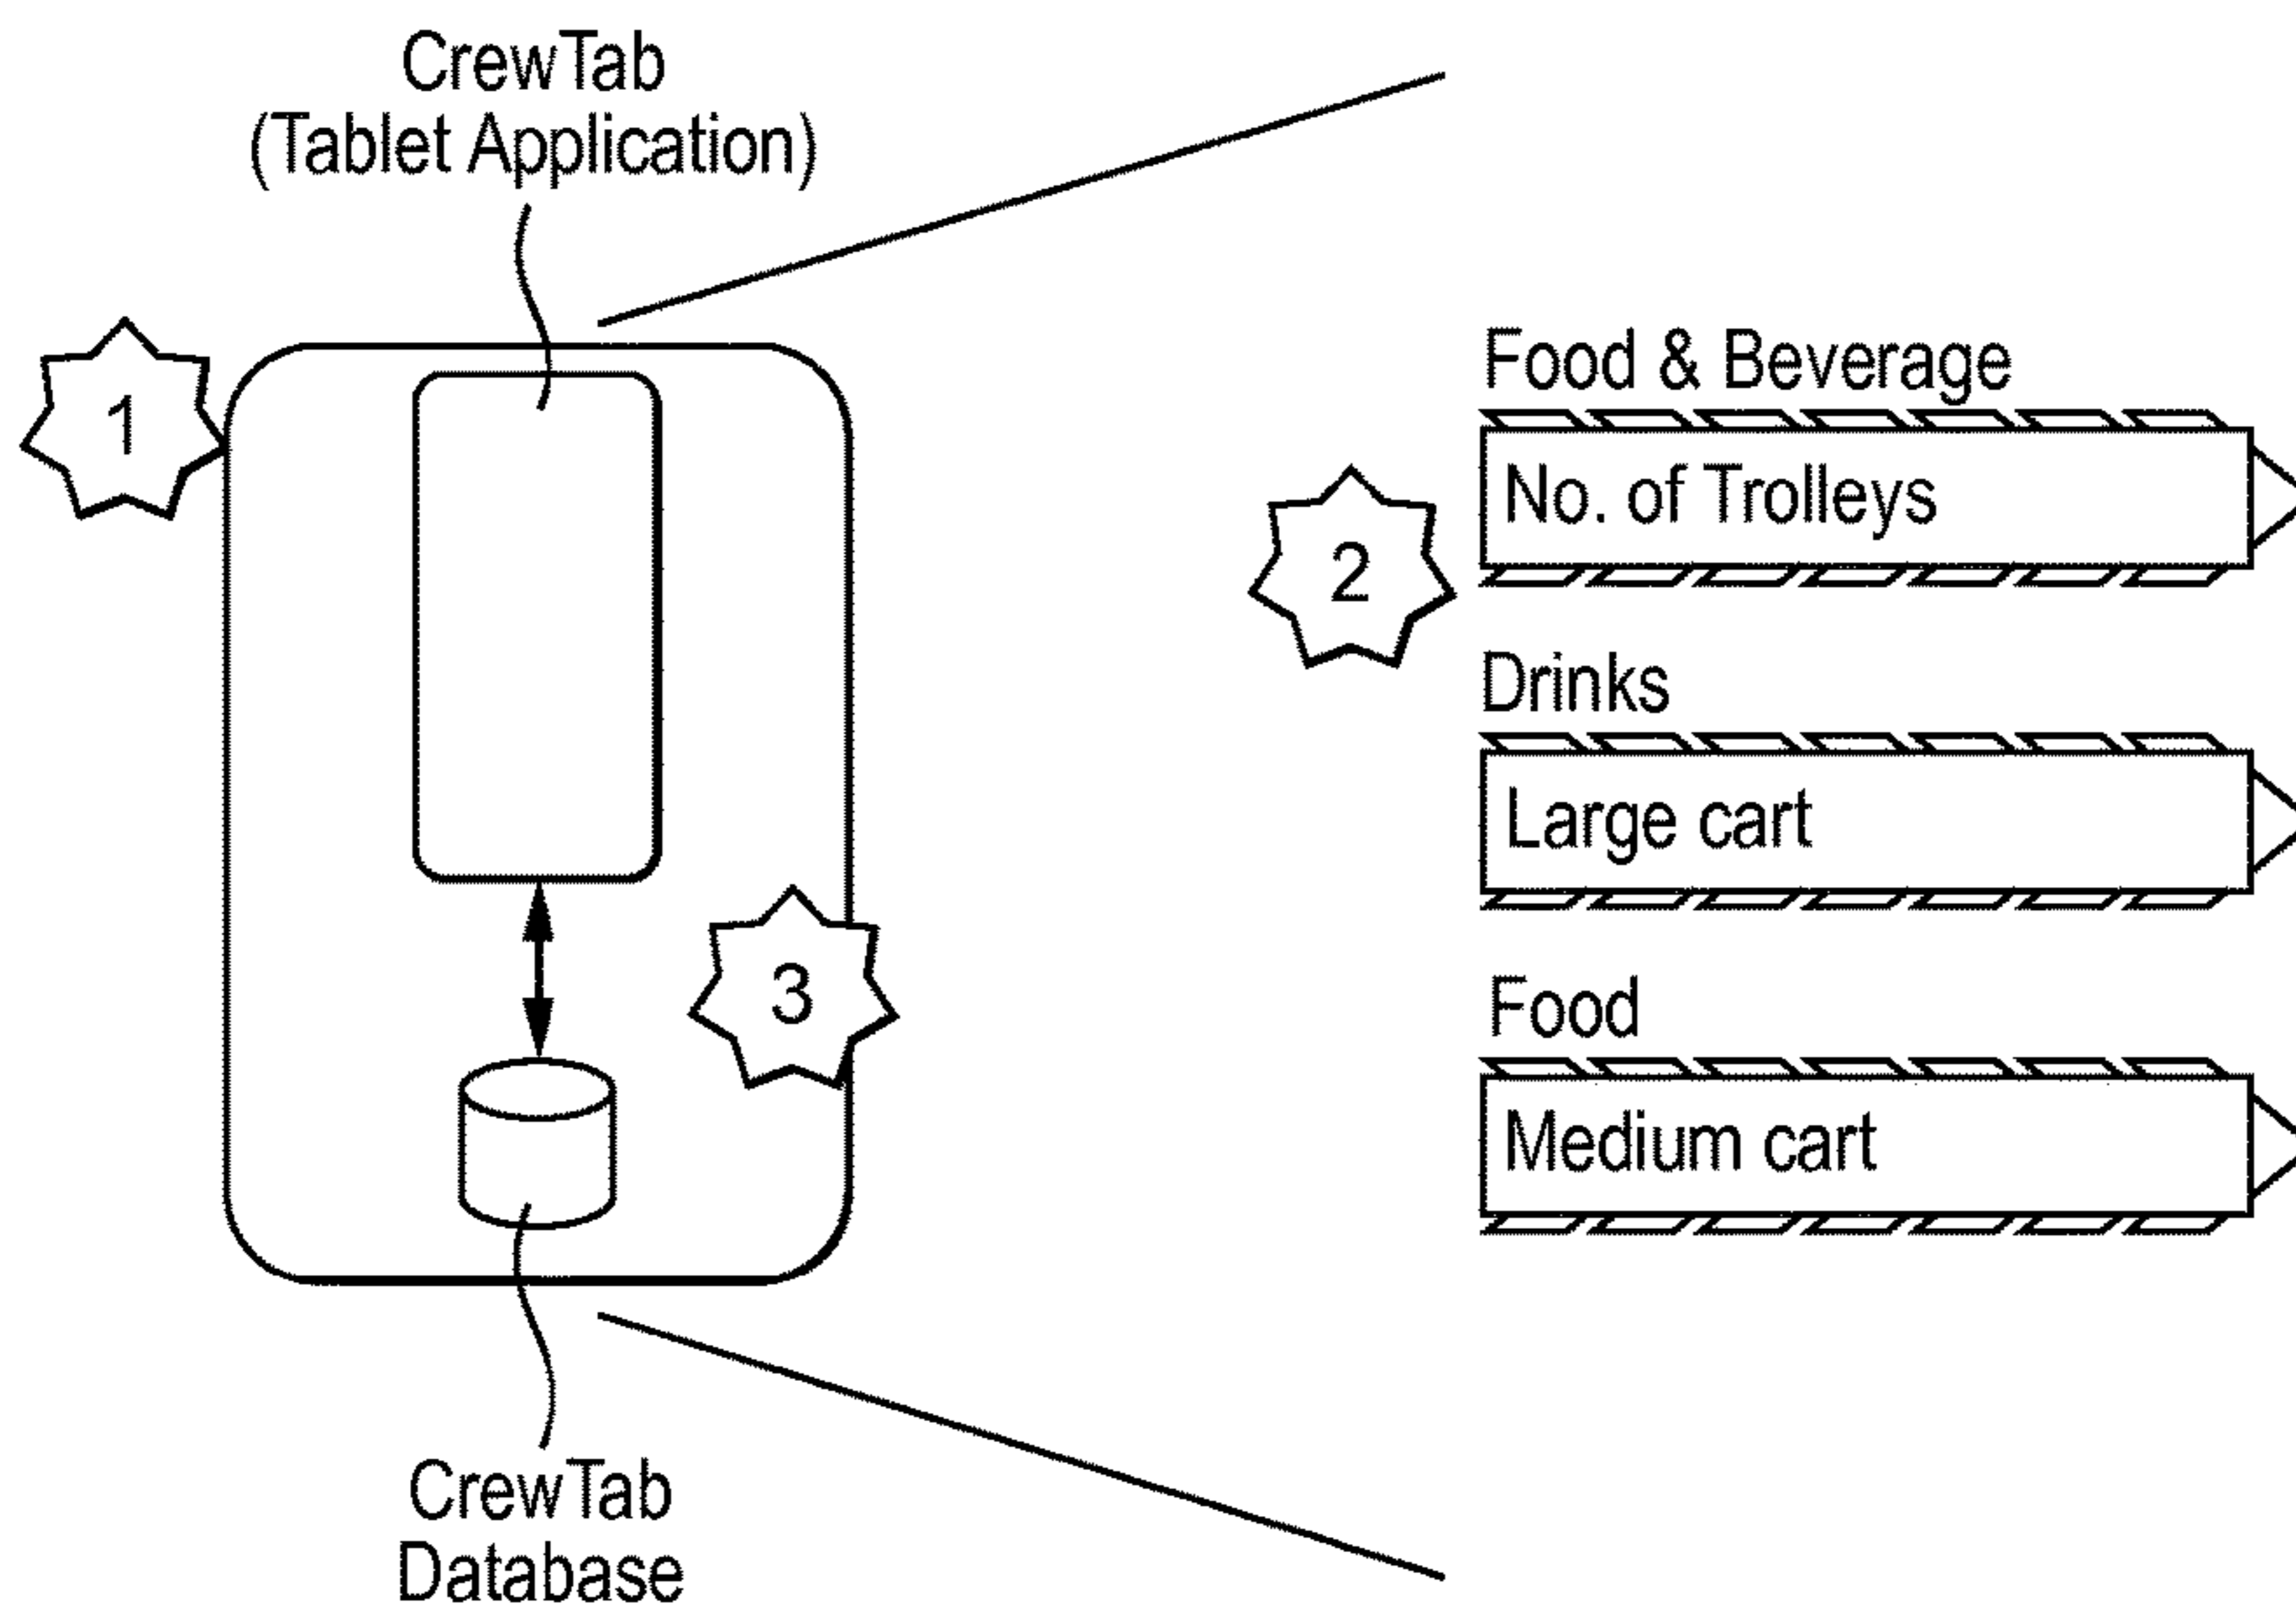 CrewTab
(Tablet Application)
1
Food & Beverage
No. of Trolleys
2
Drinks
Large cart
3
Food
Medium cart
CrewTab
Database